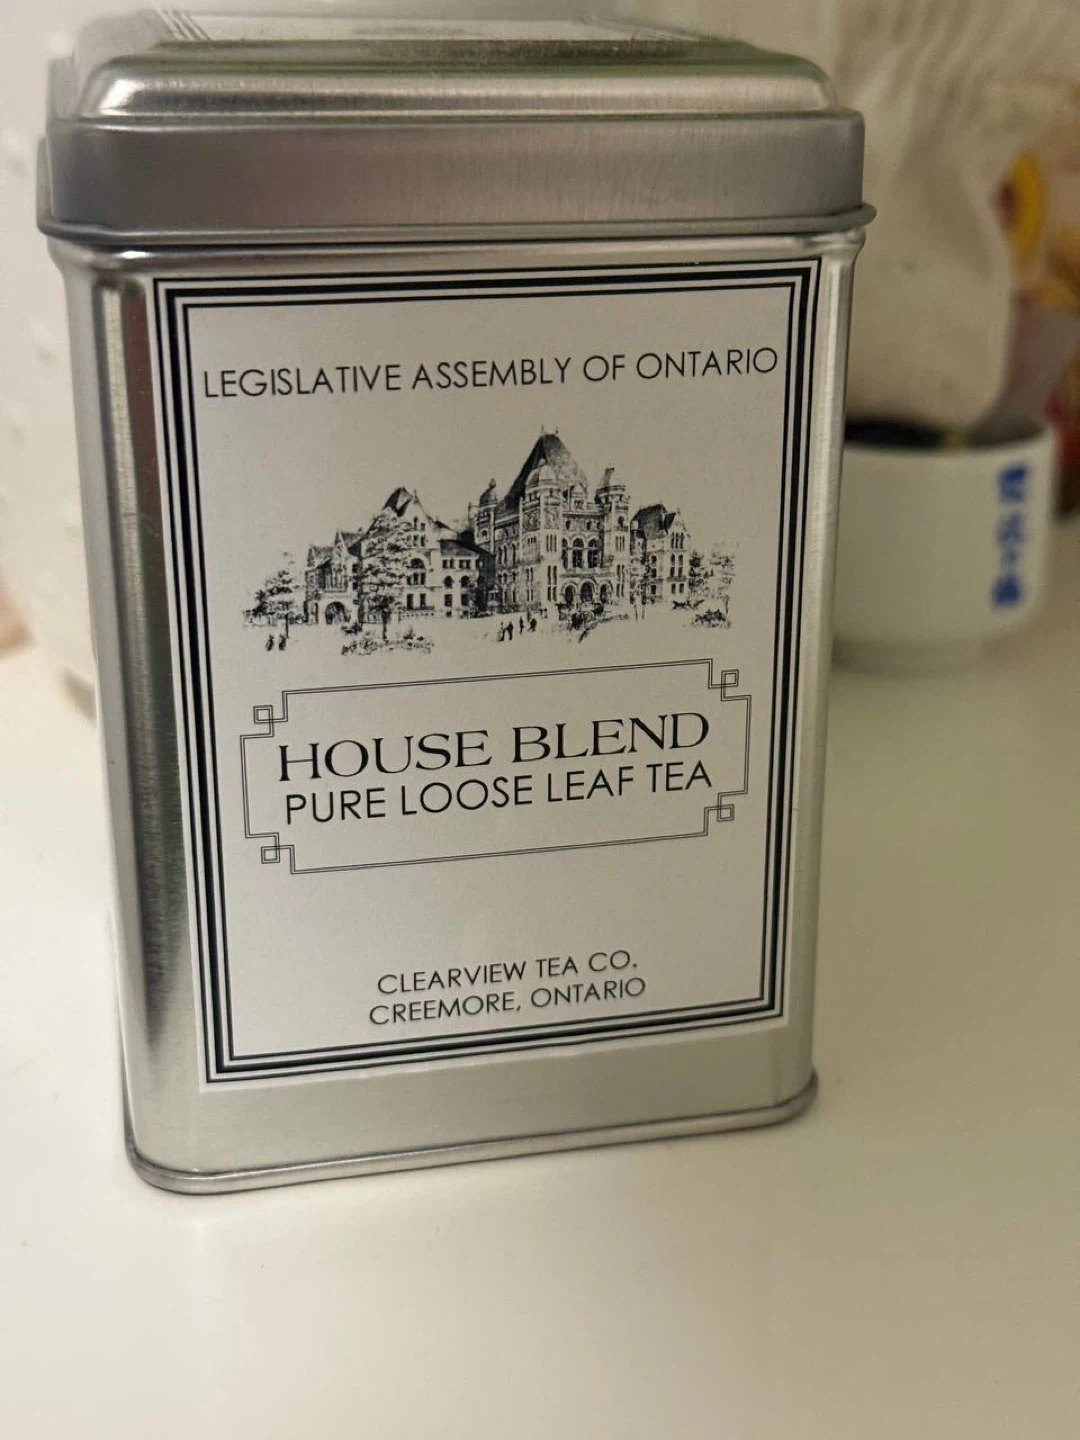 LEGISLATIVE ASSEMBLY OF ONTARIO
HOUSE BLEND
PURE LOOSE LEAF TEA
CLEARVIEW TEA CO.
CREEMORE, ONTARIO